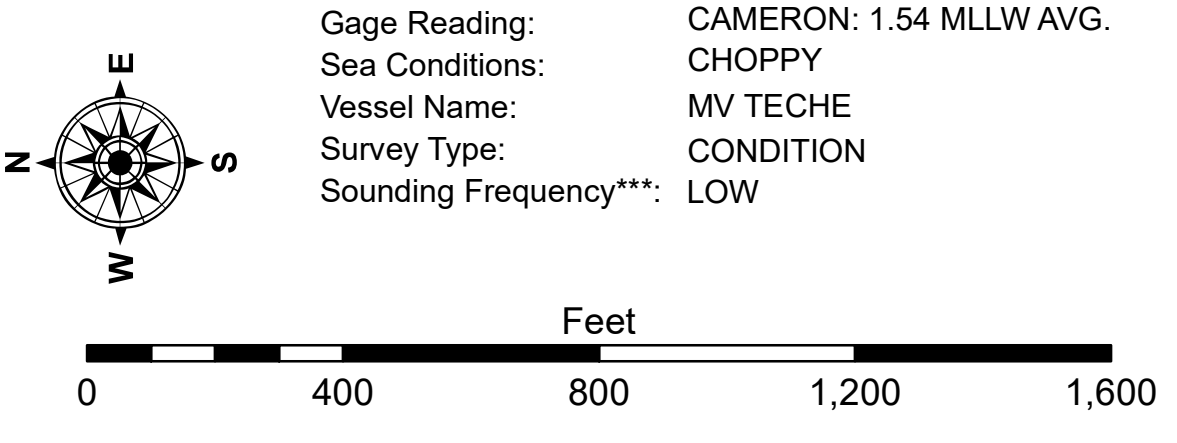 Gage Reading: CAMERON: 1.54 MLLW AVG.
Sea Conditions: CHOPPY
Vessel Name: MV TECHE
Survey Type: CONDITION
Sounding Frequency***: LOW
E
N S
W
Feet
0 400 800 1,200 1,600